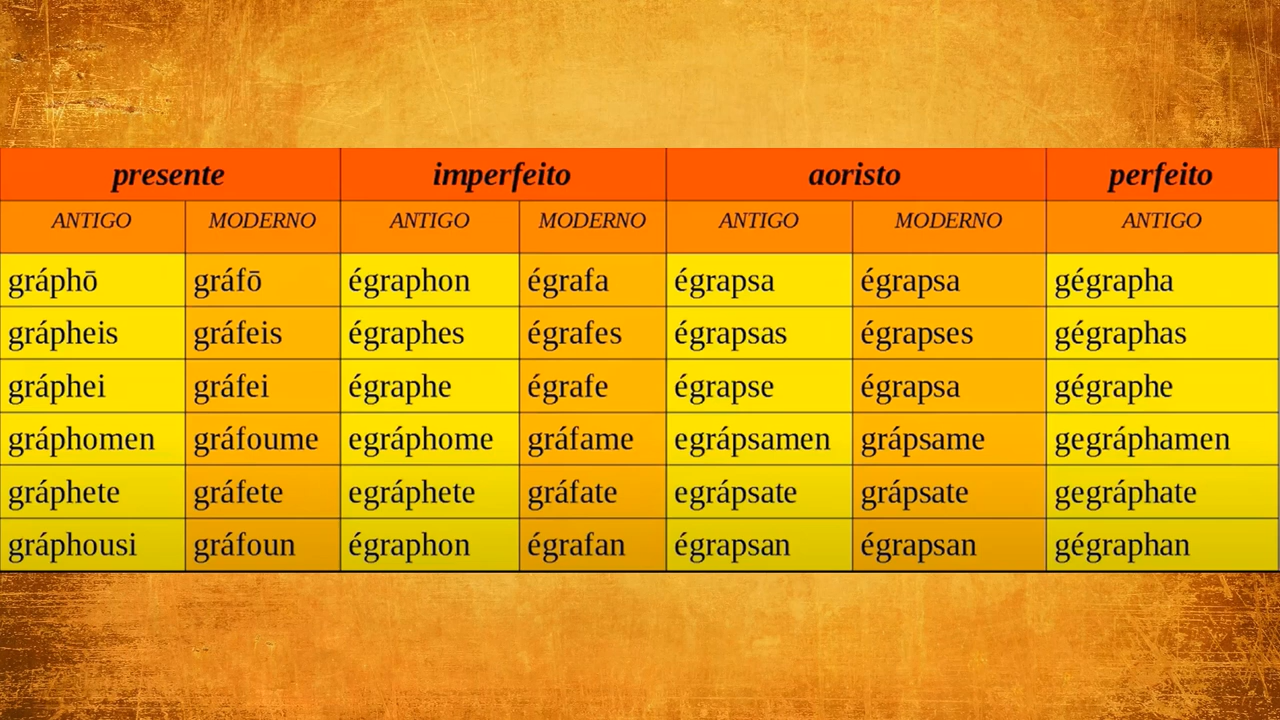 presente imperfeito aoristo perfeito
ANTIGO MODERNO ANTIGO MODERNO ANTIGO MODERNO ANTIGO
gráphō gráfō égraphon égrafa égrapsa égrapsa gégrapha
grápheis gráfeis égraphes égrafes égrapsas égrapses gégraphas
gráphei gráfei égraphe égrafe égrapse égrapsa gégraphe
gráphomen gráfoume egráphome gráfame egrápsamen grápsame gegráphamen
gráphete gráfete egráphete gráfate egrápsate grápsate gegráphate
gráphousi gráfoun égraphon égrafan égrapsan égrapsan gégraphan